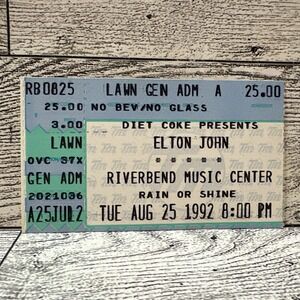 RB0825 LAWN GEN ADM A 25.00
25.00 NO BEV/NO GLASS
3.00 DIET COKE PRESENTS
LAWN ELTON JOHN
OVC 37X * * * * *
GEN ADM RIVERBEND MUSIC CENTER
2021036 RAIN OR SHINE
A25JUL2 TUE AUG 25 1992 8:00 PM